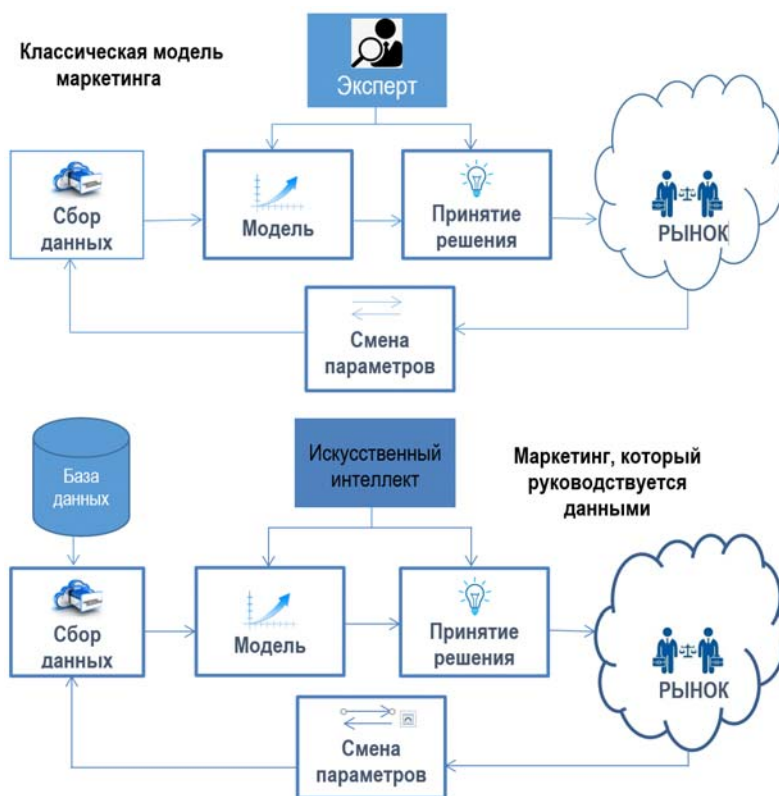 Классическая модель
маркетинга
Эксперт
Сбор
данных
Модель
Принятие
решения
РЫНОК
Смена
параметров
База
данных
Искусственный
интеллект
Маркетинг, который
руководствуется
данными
Сбор
данных
Модель
Принятие
решения
РЫНОК
Смена
параметров